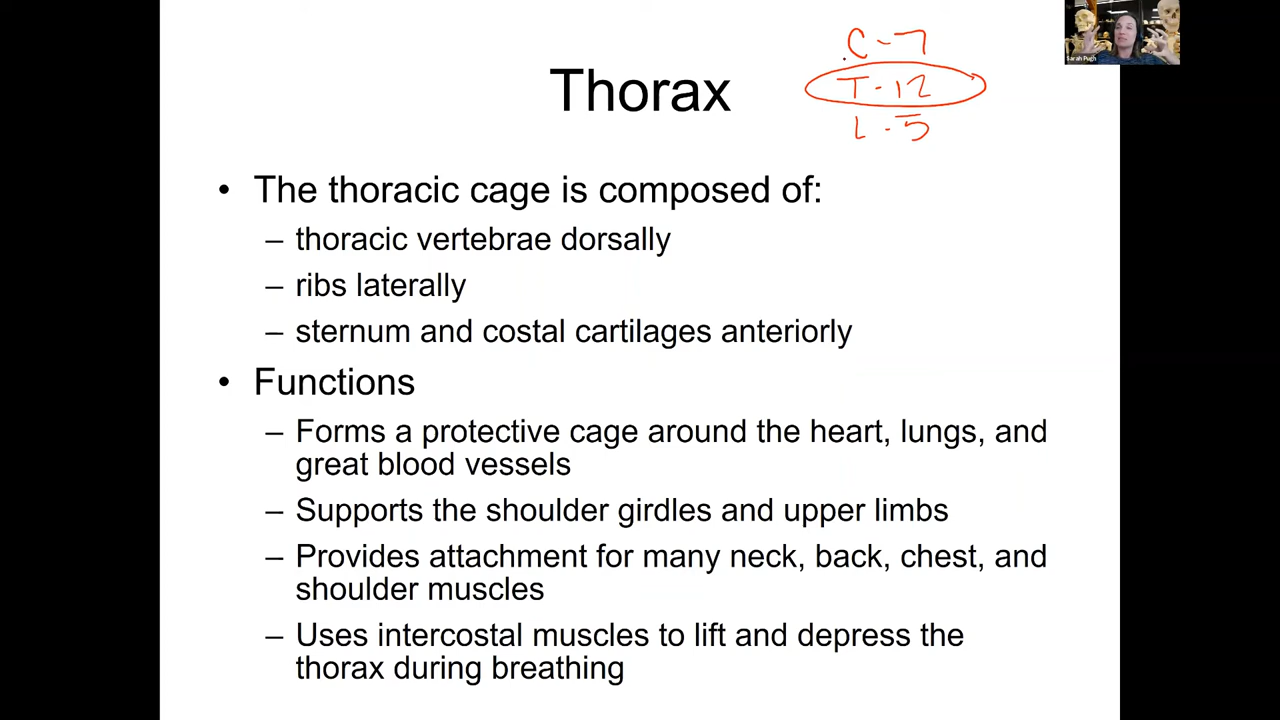 C-7
Thorax
T-12
L-5
Sarah Pugh
• The thoracic cage is composed of:
– thoracic vertebrae dorsally
– ribs laterally
– sternum and costal cartilages anteriorly
• Functions
– Forms a protective cage around the heart, lungs, and
great blood vessels
– Supports the shoulder girdles and upper limbs
– Provides attachment for many neck, back, chest, and
shoulder muscles
– Uses intercostal muscles to lift and depress the
thorax during breathing